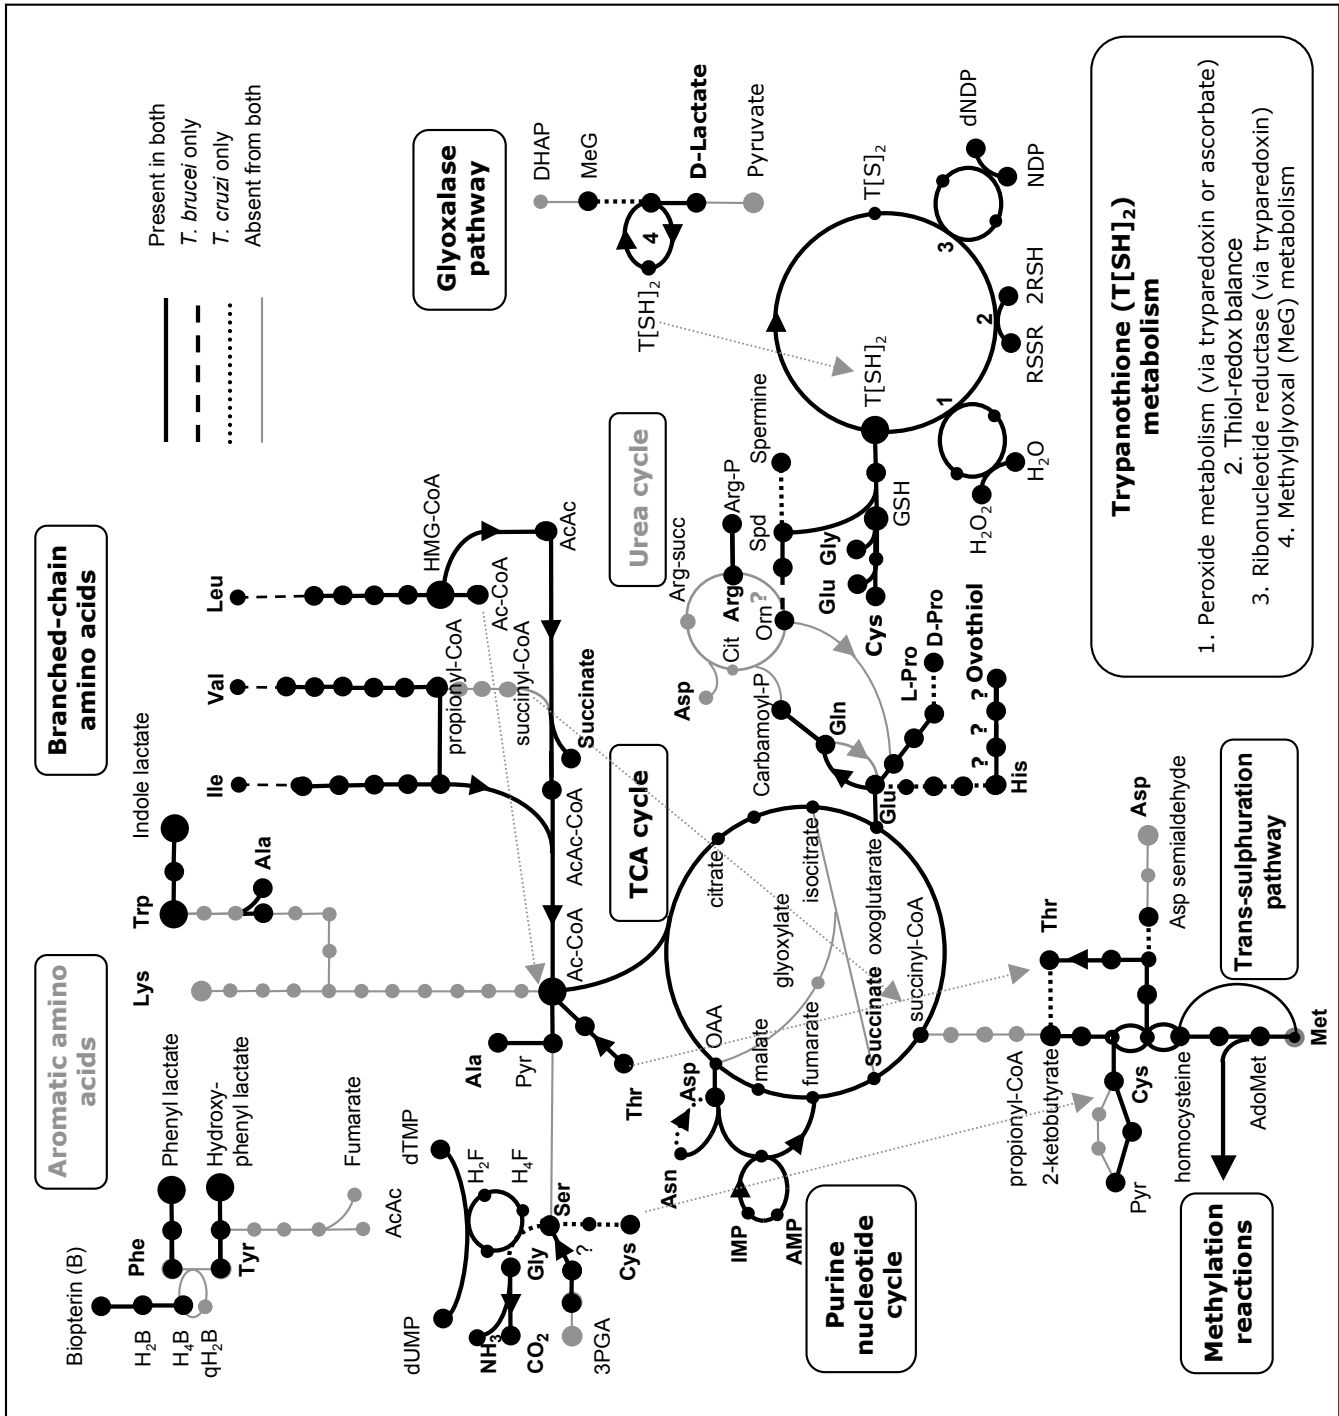 Biopterin (B)
H2B
H4B
qH2B
Phe
Tyr
Phenyl lactate
Hydroxy-
phenyl lactate
Fumarate
AcAc
Aromatic amino
acids
Lys
Trp
Indole lactate
Ala
Branched-chain
amino acids
Ile
Val
Leu
Present in both
T. brucei only
T. cruzi only
Absent from both
dUMP
dTMP
H2F
H4F
NH3
CO2
Gly
Ser
?
3PGA
Cys
Ala
Pyr
Thr
Ac-CoA
AcAc-CoA
propionyl-CoA
succinyl-CoA
Succinate
HMG-CoA
Ac-CoA
AcAc
Glyoxalase
pathway
DHAP
MeG
D-Lactate
Pyruvate
4
T[SH]2
TCA cycle
OAA
malate
fumarate
Succinate
succinyl-CoA
oxoglutarate
isocitrate
citrate
glyoxylate
Asp
Asn
IMP
AMP
Purine
nucleotide
cycle
Urea cycle
Arg-succ
Arg
Arg-P
Asp
Cit
Orn
?
Carbamoyl-P
Gln
Glu
L-Pro
D-Pro
Spd
Spermine
Glu
Gly
Cys
GSH
T[SH]2
T[S]2
1
2
3
H2O2
H2O
RSSR
2RSH
NDP
dNDP
His
? ? ?
Ovothiol
propionyl-CoA
2-ketobutyrate
Thr
Asp
Asp semialdehyde
Pyr
Cys
homocysteine
AdoMet
Met
Trans-sulphuration
pathway
Methylation
reactions
Trypanothione (T[SH]2)
metabolism
1. Peroxide metabolism (via tryparedoxin or ascorbate)
2. Thiol-redox balance
3. Ribonucleotide reductase (via tryparedoxin)
4. Methylglyoxal (MeG) metabolism